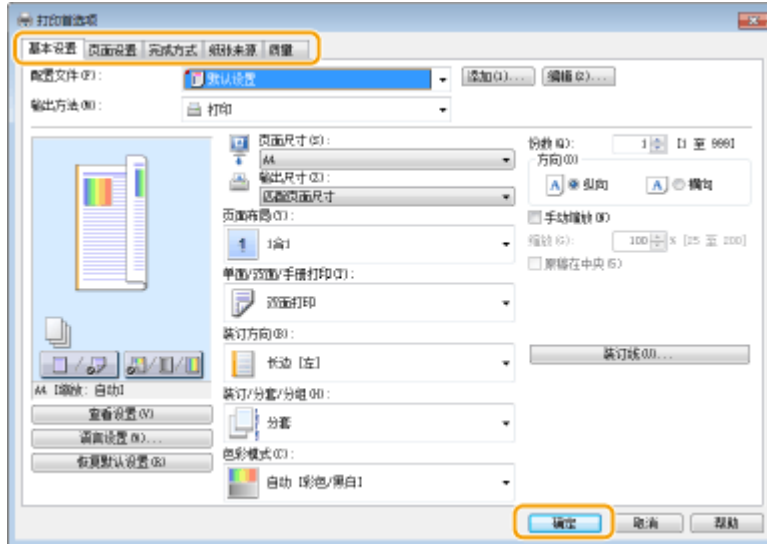 打印首选项
基本设置 页面设置 完成方式 纸张来源 质量
配置文件(F): 默认设置 添加(1)... 编辑(2)...
输出方法(M): 打印
页面尺寸(S):
A4
输出尺寸(Z):
匹配页面尺寸
页面布局(Y):
1合1
单面/双面/手册打印(T):
双面打印
装订方向(B):
长边 [左]
装订/分套/分组(H):
分套
色彩模式(C):
自动 [彩色/黑白]
份数(Q): 1 [1 至 999]
方向(O)
A 纵向 A 横向
手动缩放(W)
缩放(G): 100 % [25 至 200]
原稿在中央(5)
装订线(U)...
A4 [缩放: 自动]
查看设置(V)
语言设置(N)...
恢复默认设置(R)
确定 取消 帮助